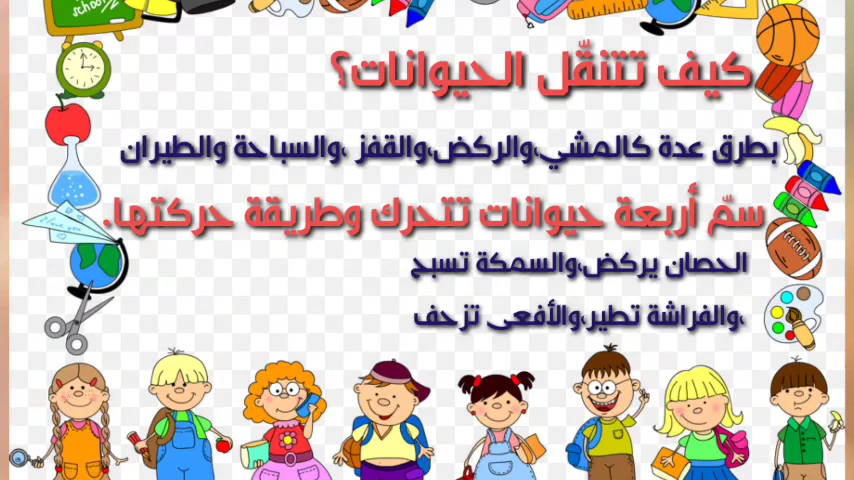 schoo
كيف تتنقّل الحيوانات؟
بطرق عدة كالمشي،والركض،والقفز ،والسباحة والطيران
سمّ أربعة حيوانات تتحرك وطريقة حركتها.
الحصان يركض،والسمكة تسبح
،والفراشة تطير،والأفعى تزحف